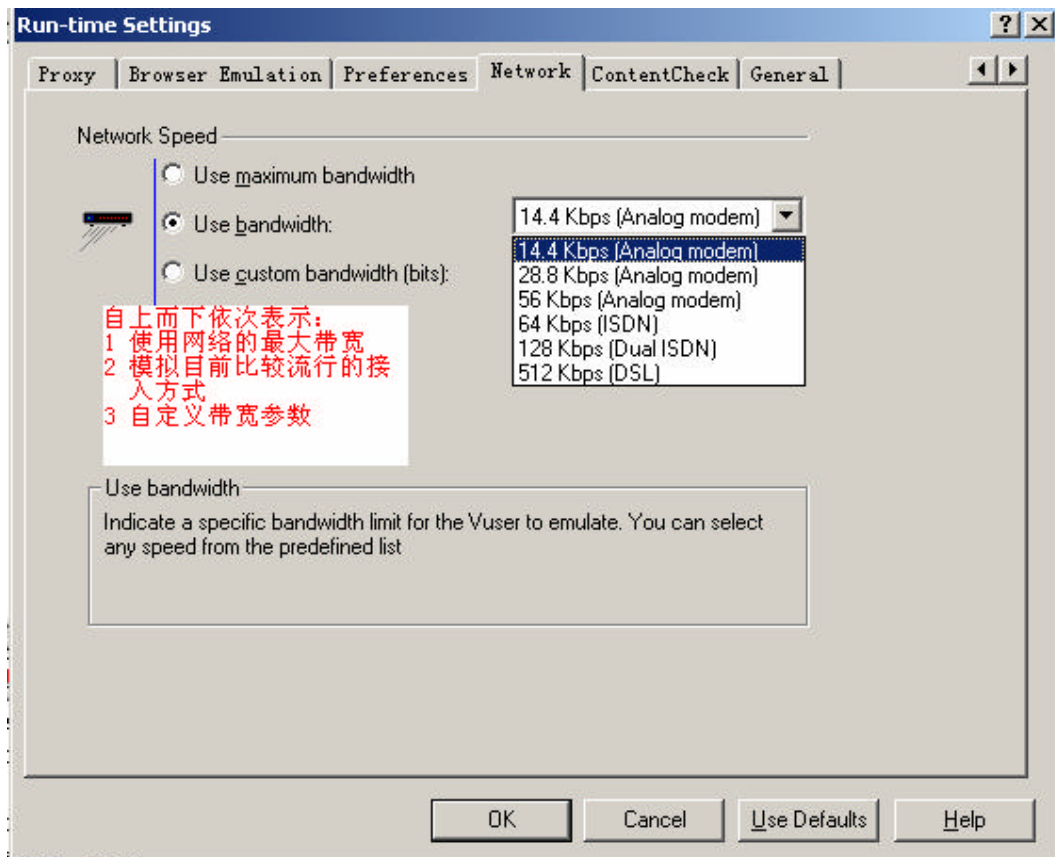 Run-time Settings
Proxy Browser Emulation Preferences Network ContentCheck General
Network Speed
Use maximum bandwidth
Use bandwidth:
14.4 Kbps (Analog modem)
14.4 Kbps (Analog modem)
28.8 Kbps (Analog modem)
56 Kbps (Analog modem)
64 Kbps (ISDN)
128 Kbps (Dual ISDN)
512 Kbps (DSL)
Use custom bandwidth (bits):
自上而下依次表示:
1 使用网络的最大带宽
2 模拟目前比较流行的接
入方式
3 自定义带宽参数
Use bandwidth
Indicate a specific bandwidth limit for the Vuser to emulate. You can select
any speed from the predefined list
OK Cancel Use Defaults Help